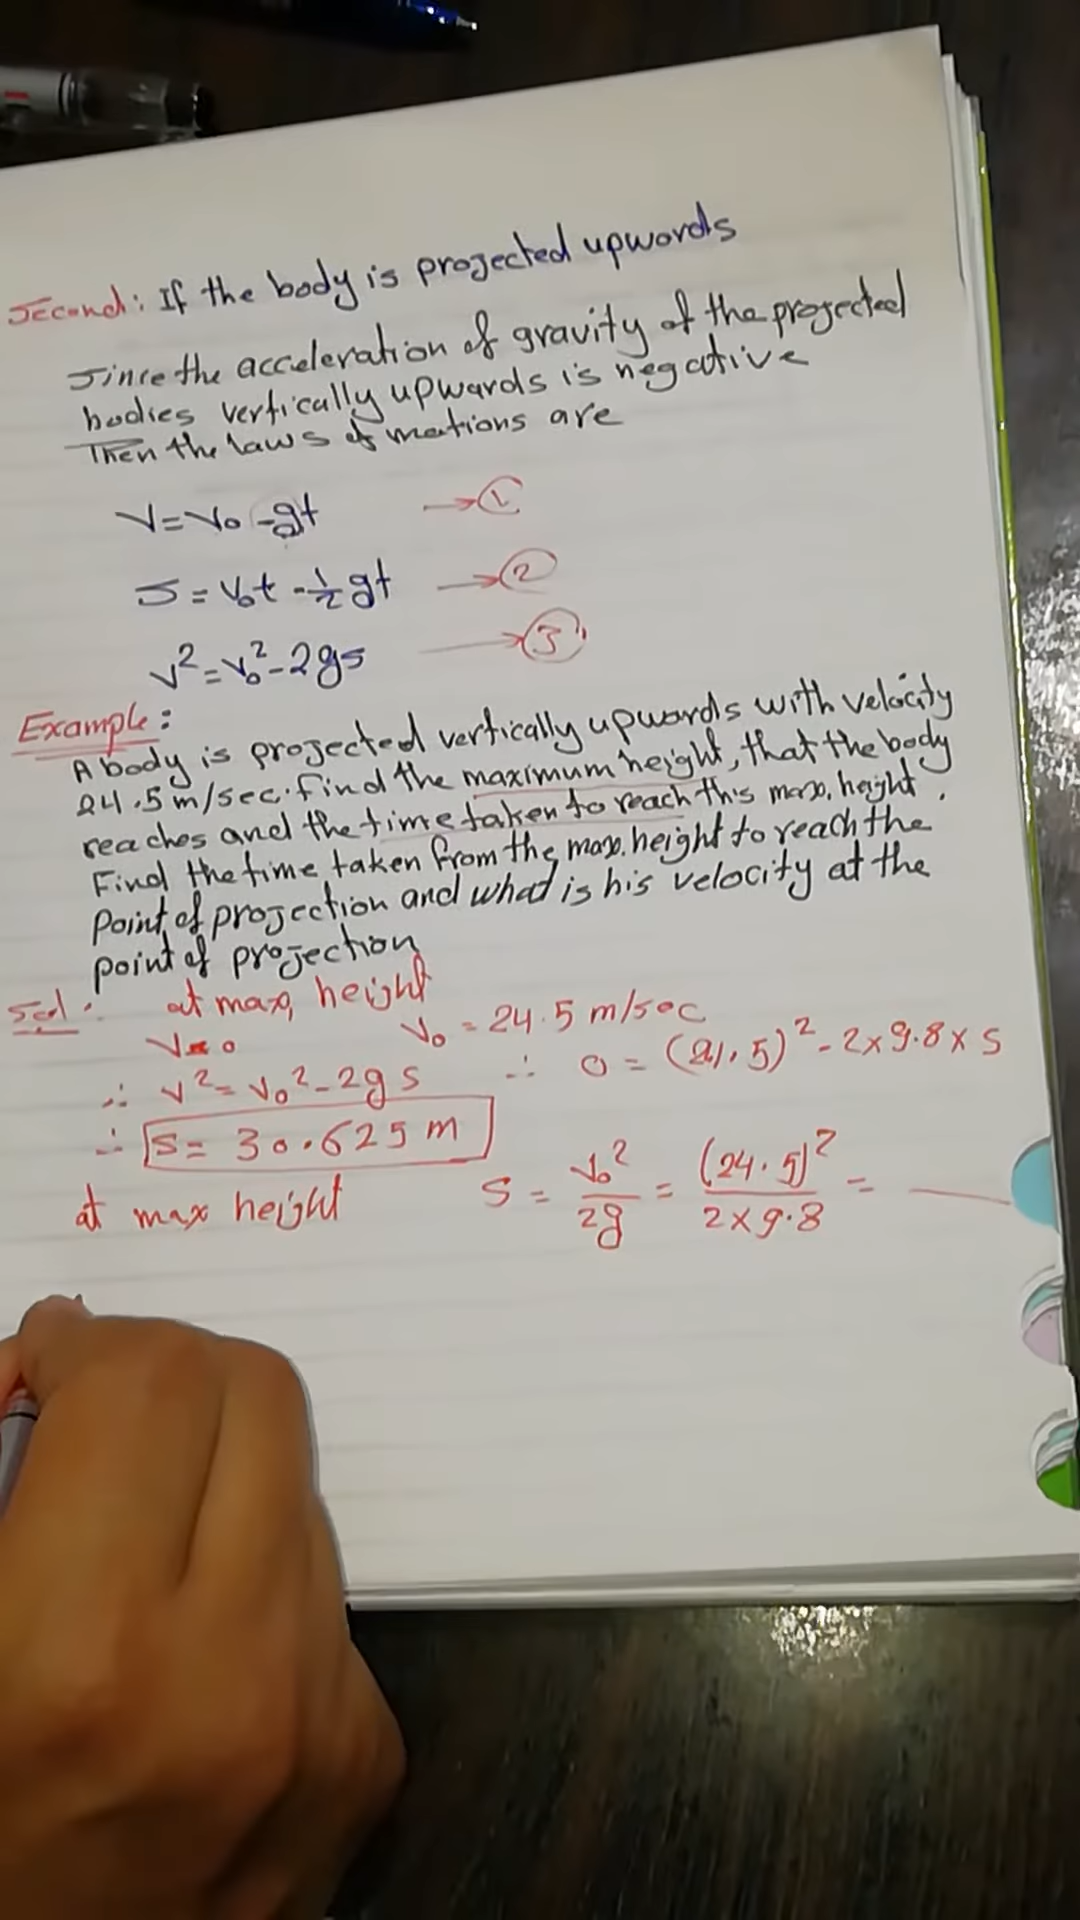 Second: If the body is projected upwords
Since the acceleration of gravity of the projected
bodies vertically upwards is negative
Then the laws of motions are
V=V₀ -gt → ①
S = V₀t - ½ gt → ②
V² = V₀² - 2gs → ③
Example:
A body is projected vertically upwards with velocity
24.5 m/sec. find the maximum height, that the body
reaches and the time taken to reach this max. height.
Find the time taken from the max. height to reach the
Point of projection and what is his velocity at the
point of projection
Sol: at max, height
V=0 V₀ = 24.5 m/sec
∴ V² = V₀² - 2g s ∴ 0 = (24.5)² - 2×9.8×S
∴ S = 30.625 m
at max height S = V₀²/2g = (24.5)²/2×9.8 =